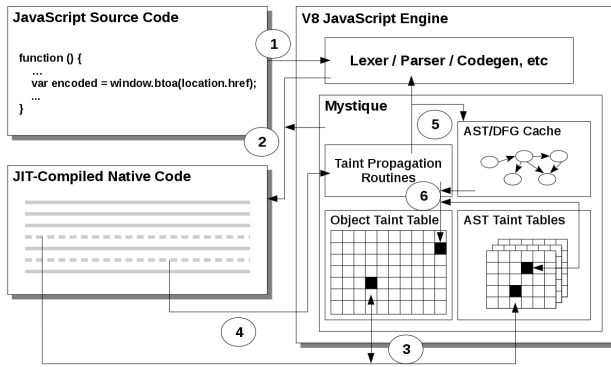 JavaScript Source Code
function () {
...
var encoded = window.btoa(location.href);
...
}
1
V8 JavaScript Engine
Lexer / Parser / Codegen, etc
2
Mystique
5
AST/DFG Cache
JIT-Compiled Native Code
Taint Propagation
Routines
6
Object Taint Table
AST Taint Tables
4
3